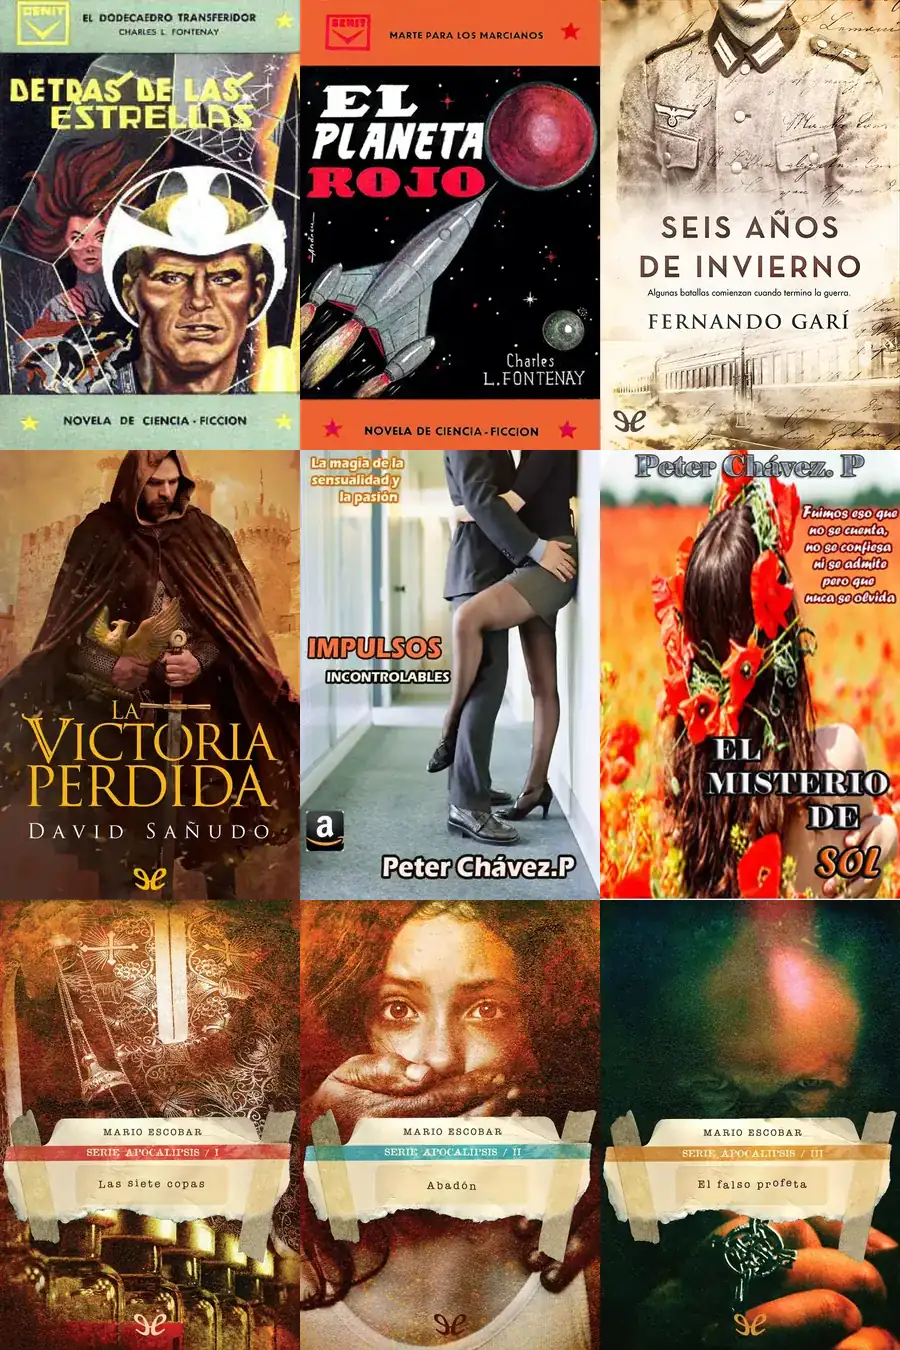 CENIT
EL DODECAEDRO TRANSFERIDOR
CHARLES L. FONTENAY
DETRAS DE LAS
ESTRELLAS
NOVELA DE CIENCIA-FICCION
CENIT
MARTE PARA LOS MARCIANOS
EL
PLANETA
ROJO
Charles
L. FONTENAY
NOVELA DE CIENCIA-FICCION
SEIS AÑOS
DE INVIERNO
Algunas batallas comienzan cuando termina la guerra.
FERNANDO GARÍ
LA
VICTORIA
PERDIDA
DAVID SAÑUDO
La magia de la
sensualidad y
la pasión
IMPULSOS
INCONTROLABLES
a
Peter Chávez.P
Peter Chávez. P
Fuimos eso que
no se cuenta,
no se confiesa
ni se admite
pero que
nunca se olvida
EL
MISTERIO
DE
SOL
MARIO ESCOBAR
SERIE APOCALIPSIS / I
Las siete copas
MARIO ESCOBAR
SERIE APOCALIPSIS / II
Abadón
MARIO ESCOBAR
SERIE APOCALIPSIS / III
El falso profeta